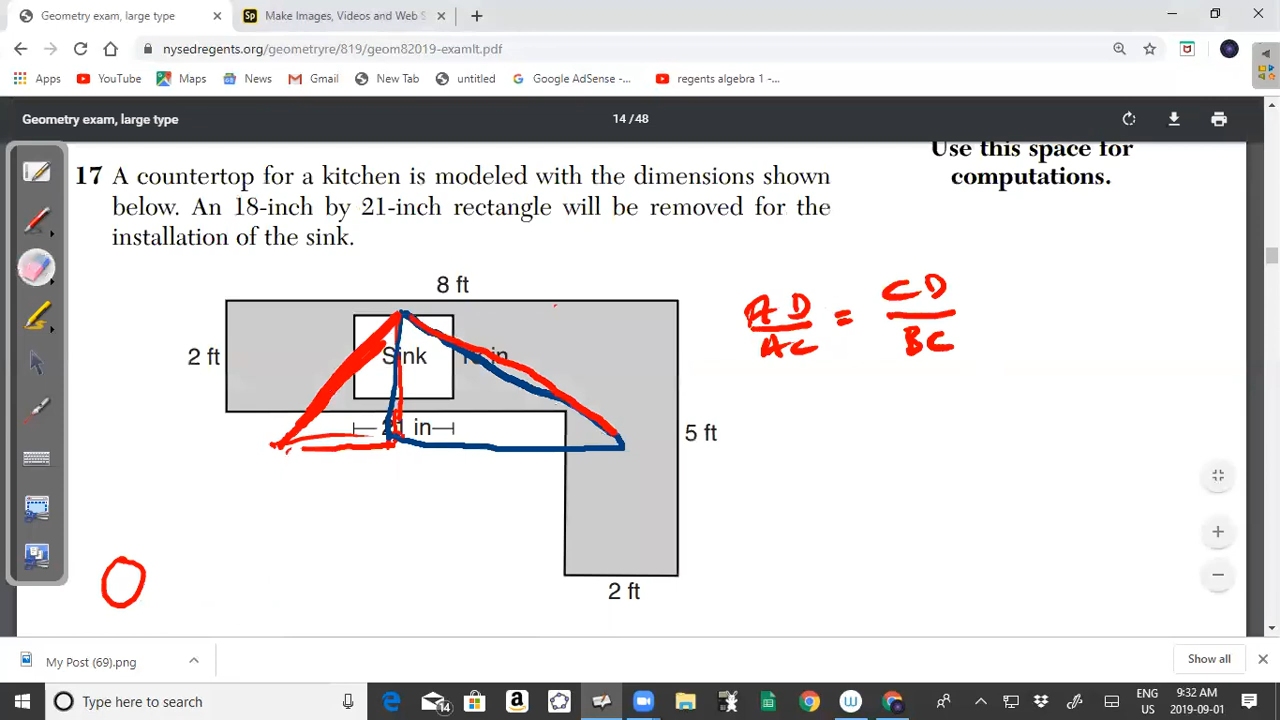 Geometry exam, large type
Make Images, Videos and Web S
nysedregents.org/geometryre/819/geom82019-examlt.pdf
Apps
YouTube
Maps
News
Gmail
New Tab
untitled
Google AdSense -...
regents algebra 1 -...
Geometry exam, large type
14 / 48
Use this space for
computations.
17 A countertop for a kitchen is modeled with the dimensions shown
below. An 18-inch by 21-inch rectangle will be removed for the
installation of the sink.
8 ft
2 ft
Sink
in
21 in
5 ft
2 ft
AD
AC
=
CD
BC
My Post (69).png
Show all
Type here to search
14
ENG
US
9:32 AM
2019-09-01